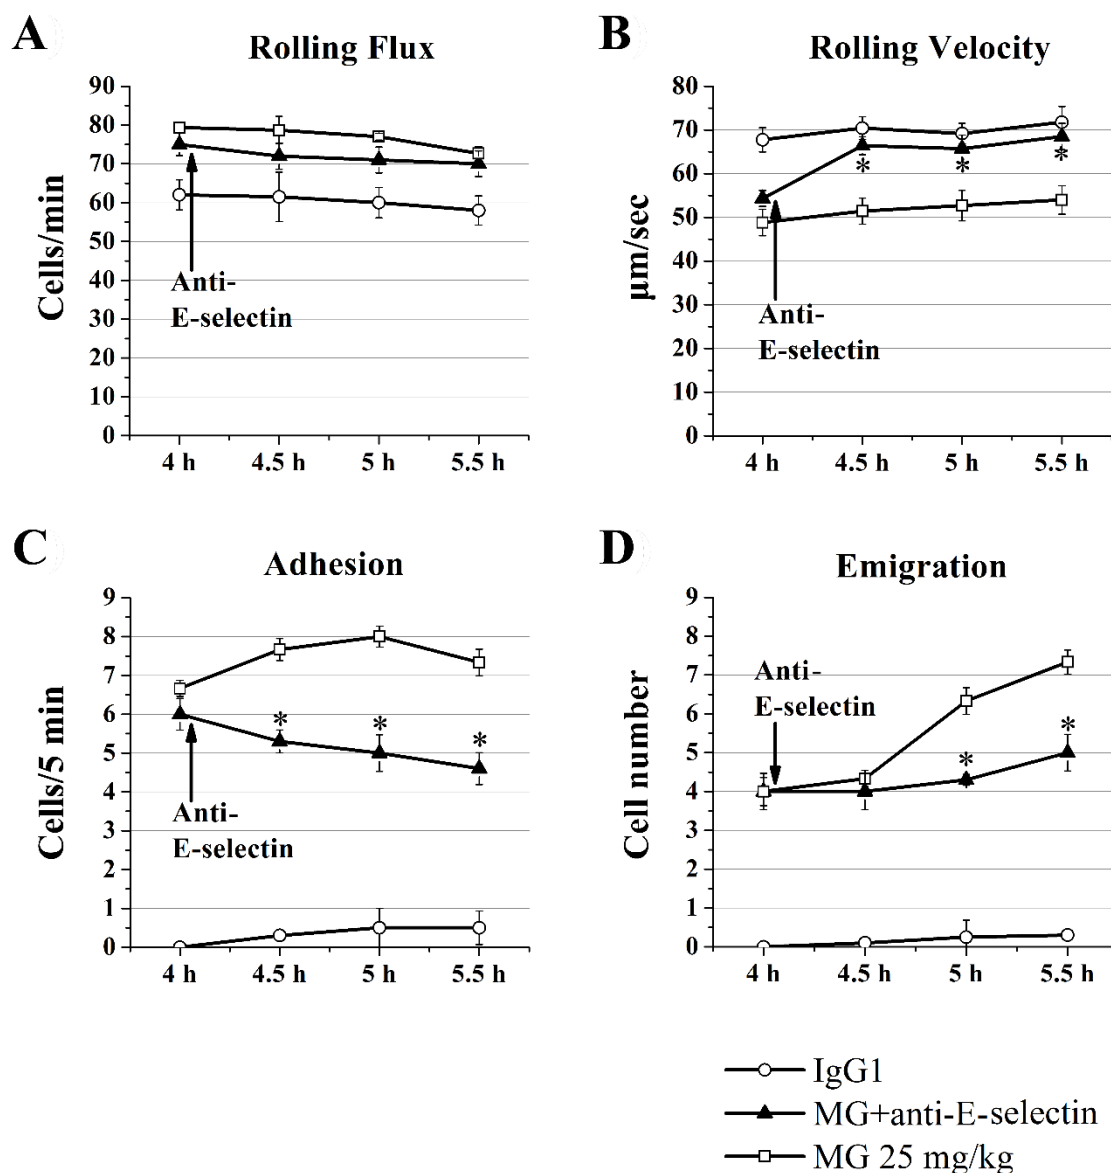 A
Rolling Flux
Cells/min
90
80
70
60
50
40
30
20
10
0
Anti-
E-selectin
4 h
4.5 h
5 h
5.5 h
B
Rolling Velocity
µm/sec
80
70
60
50
40
30
20
10
0
*
*
*
Anti-
E-selectin
4 h
4.5 h
5 h
5.5 h
C
Adhesion
Cells/5 min
9
8
7
6
5
4
3
2
1
0
*
*
*
Anti-
E-selectin
4 h
4.5 h
5 h
5.5 h
D
Emigration
Cell number
9
8
7
6
5
4
3
2
1
0
Anti-
E-selectin
*
*
4 h
4.5 h
5 h
5.5 h
IgG1
MG+anti-E-selectin
MG 25 mg/kg